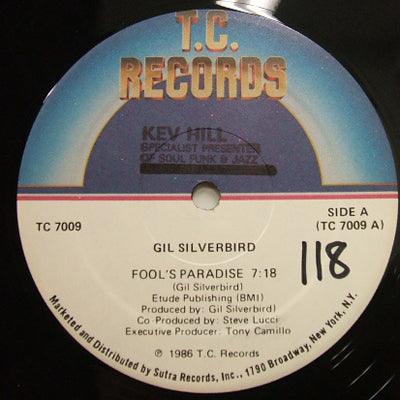 T.C.
RECORDS
KEV HILL
SPECIALIST PRESENTER
OF SOUL FUNK & JAZZ
TC 7009
SIDE A
(TC 7009 A)
GIL SILVERBIRD
118
FOOL'S PARADISE 7:18
(Gil Silverbird)
Etude Publishing (BMI)
Produced by: Gil Silverbird)
Co-Produced by: Steve Lucci
Executive Producer: Tony Camillo
℗ 1986 T.C. Records
Marketed and Distributed by Sutra Records, Inc., 1790 Broadway, New York, N.Y.